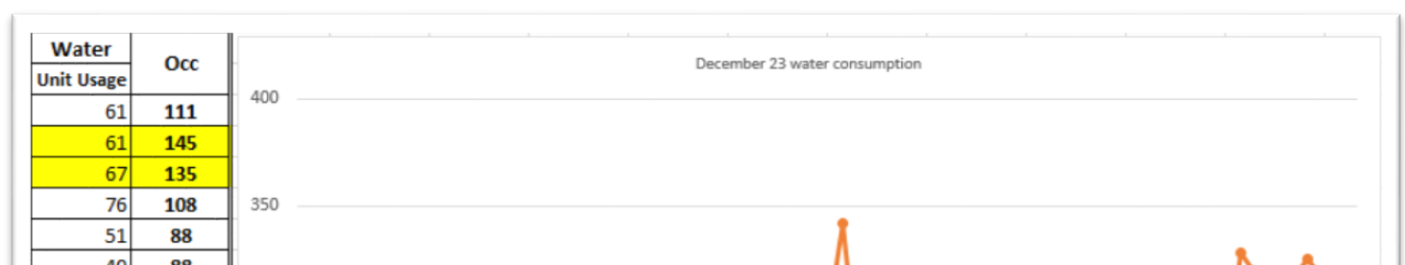 Water Occ
Unit Usage
61 111
61 145
67 135
76 108
51 88
December 23 water consumption
400
350